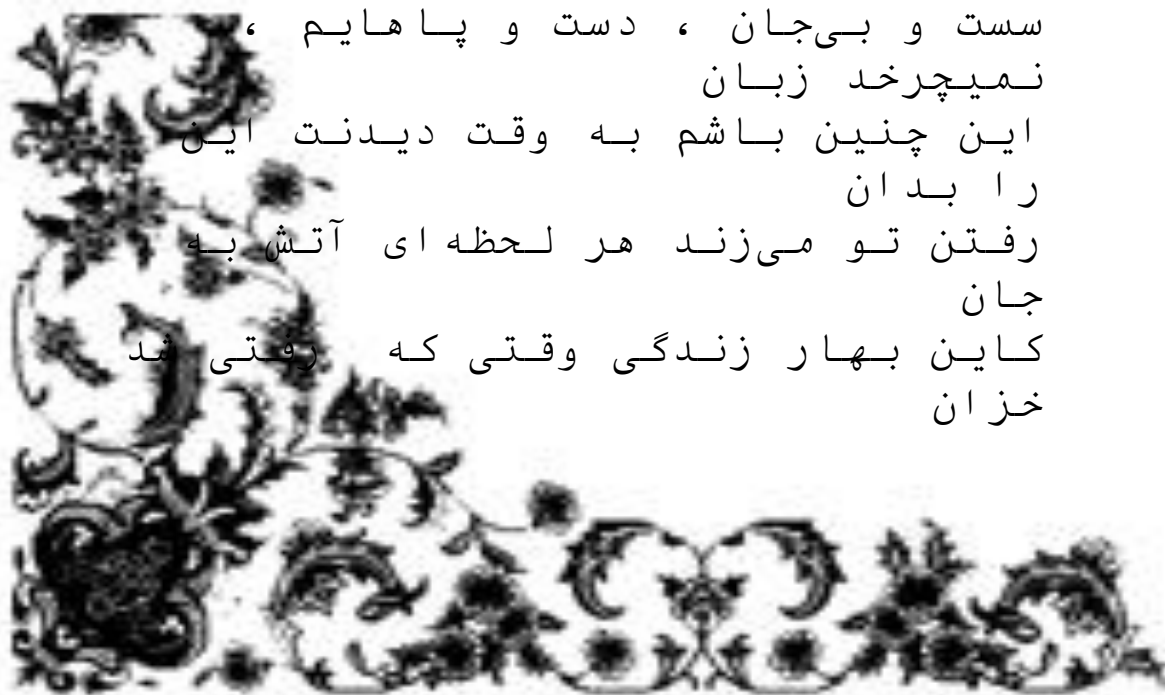 سست و بی‌جان ، دست و پاهایم ،
نمیچرخد زبان
این چنین باشم به وقت دیدنت این
را بدان
رفتن تو می‌زند هر لحظه ای آتش به
جان
کاین بهار زندگی وقتی که رفتی شد
خزان